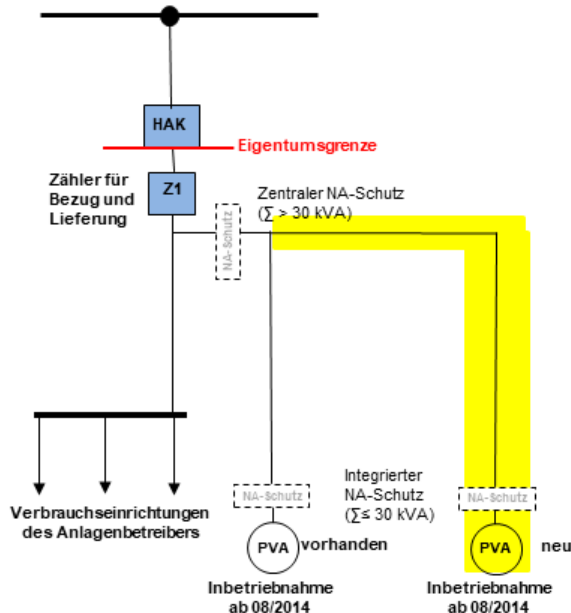 HAK
Eigentumsgrenze
Zähler für
Bezug und
Lieferung
Z1
NA-Schutz
Zentraler NA-Schutz
(∑ > 30 kVA)
Integrierter
NA-Schutz
(∑≤ 30 kVA)
NA-Schutz
NA-Schutz
Verbrauchseinrichtungen
des Anlagenbetreibers
PVA vorhanden
PVA neu
Inbetriebnahme
ab 08/2014
Inbetriebnahme
ab 08/2014